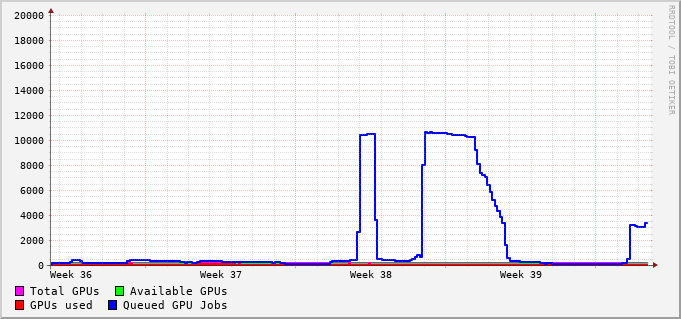 20000
18000
16000
14000
12000
10000
8000
6000
4000
2000
0
Week 36 Week 37 Week 38 Week 39
Total GPUs Available GPUs
GPUs used Queued GPU Jobs
RRDTOOL / TOBI OETIKER